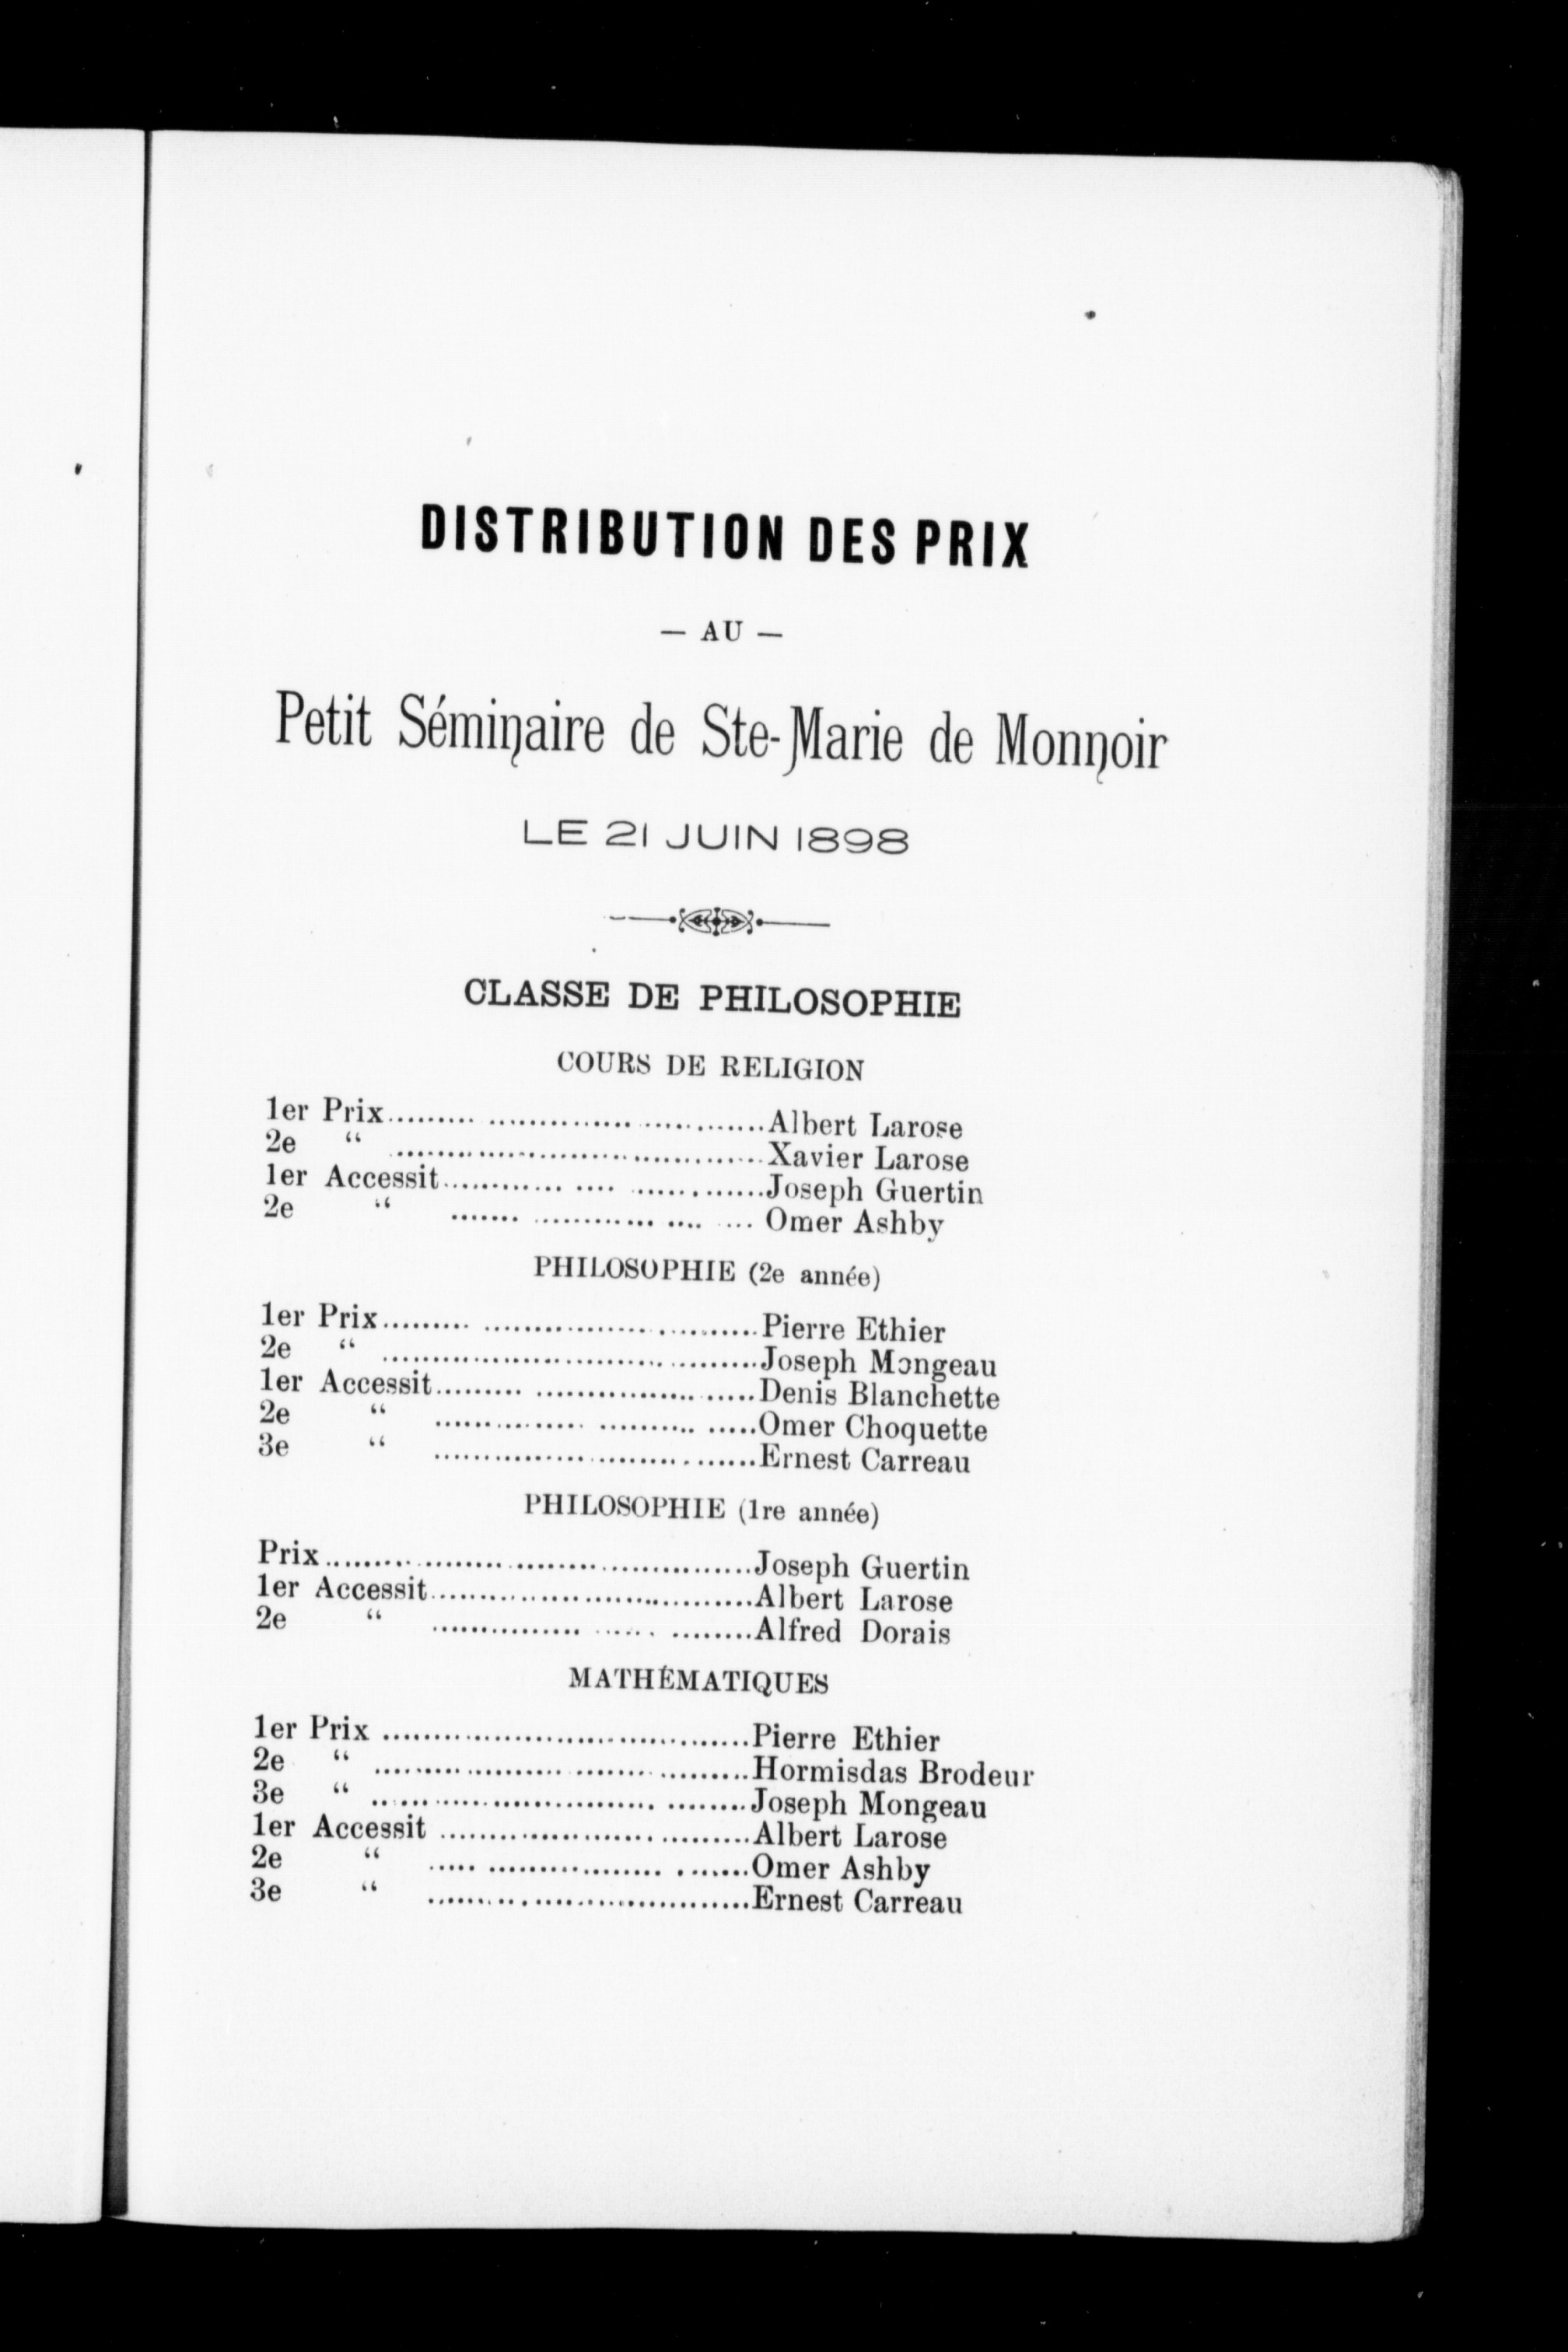 DISTRIBUTION DES PRIX
— AU —
Petit Séminaire de Ste-Marie de Monnoir
LE 21 JUIN 1898
CLASSE DE PHILOSOPHIE
COURS DE RELIGION
1er Prix......... ...................................Albert Larose
2e “ ............................................Xavier Larose
1er Accessit............ .... ................Joseph Guertin
2e “ ....... ............ .... ... Omer Ashby
PHILOSOPHIE (2e année)
1er Prix......... ..................................Pierre Ethier
2e “ .............................................Joseph Mongeau
1er Accessit......... ........................Denis Blanchette
2e “ ................. .......... .....Omer Choquette
3e “ .....................................Ernest Carreau
PHILOSOPHIE (1re année)
Prix..................................................Joseph Guertin
1er Accessit......................................Albert Larose
2e “ ................ ...... .........Alfred Dorais
MATHÉMATIQUES
1er Prix ..........................................Pierre Ethier
2e “ ...........................................Hormisdas Brodeur
3e “ ................................. .........Joseph Mongeau
1er Accessit ....................................Albert Larose
2e “ ..... .................... ........Omer Ashby
3e “ .....................................Ernest Carreau